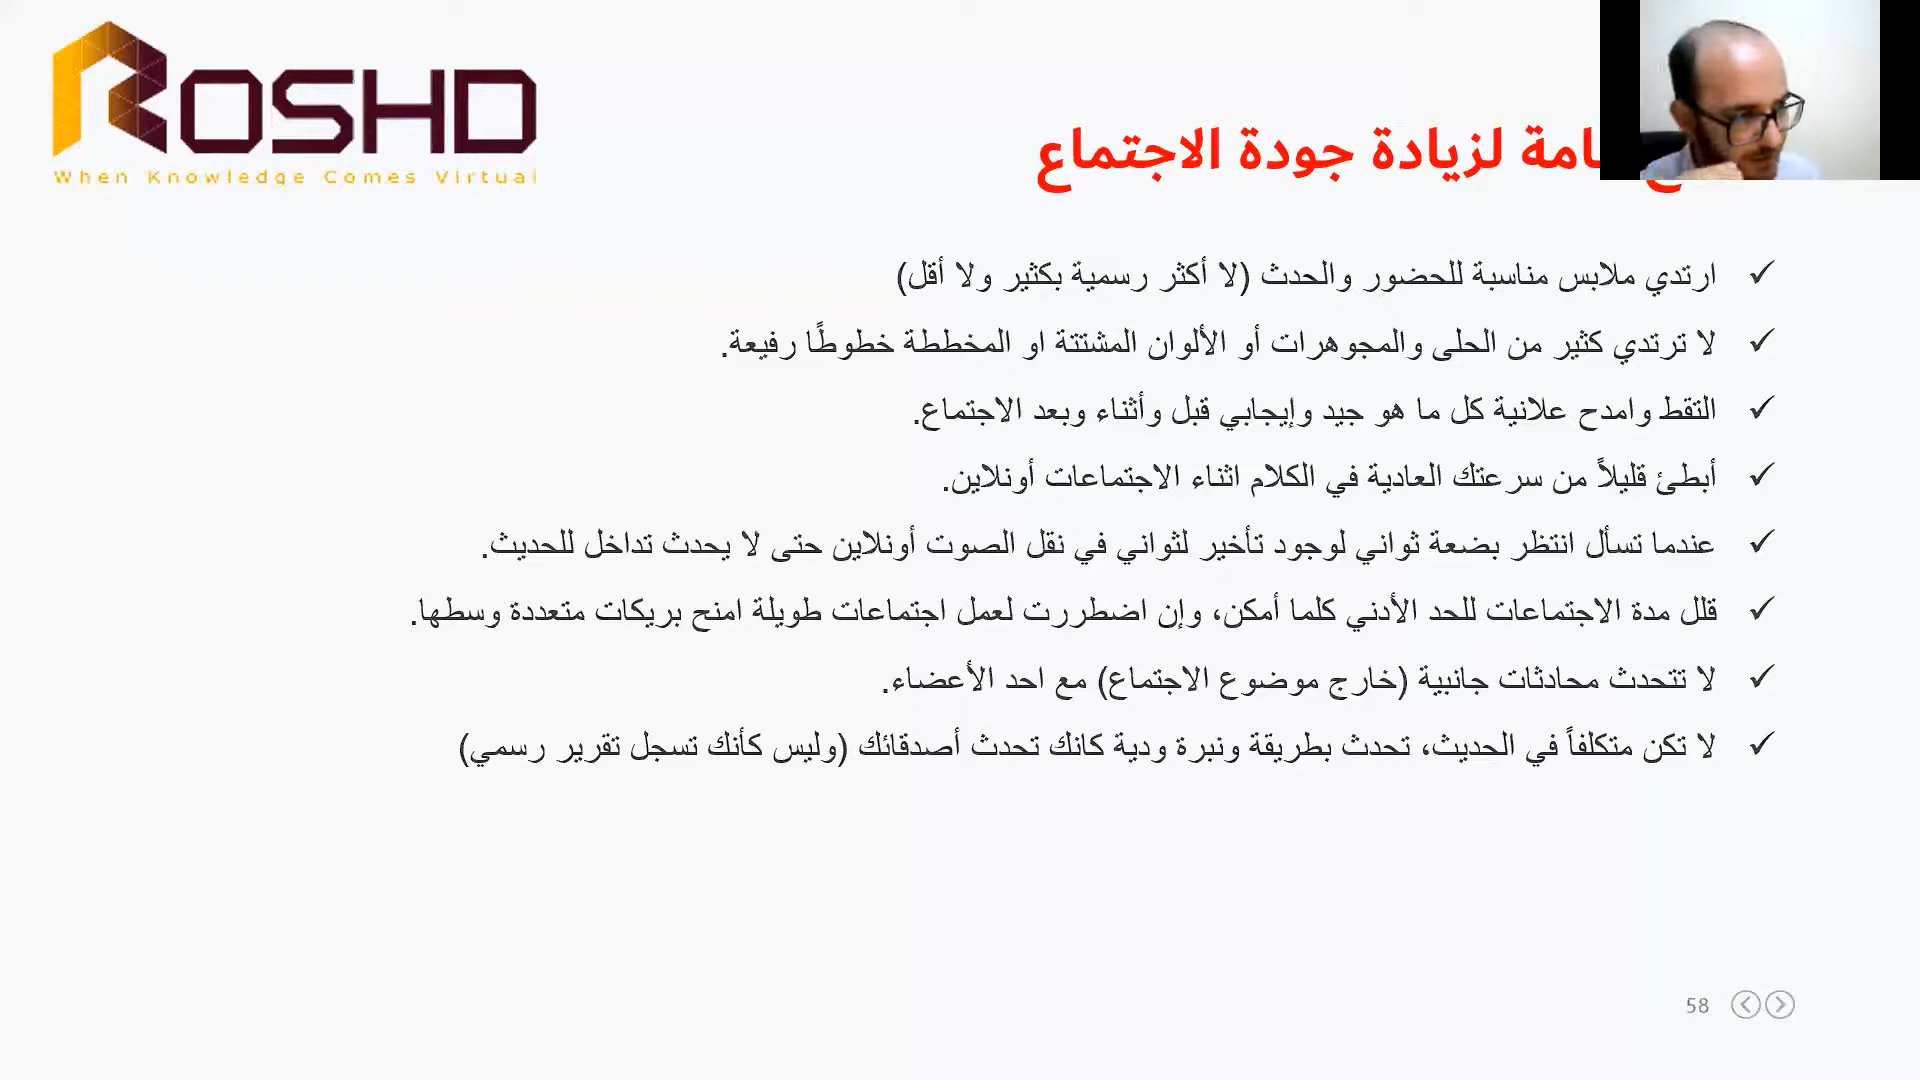 ROSHD
When Knowledge Comes Virtual
لزيادة جودة الاجتماع
ارتدي ملابس مناسبة للحضور والحدث (لا أكثر رسمية بكثير ولا أقل)
لا ترتدي كثير من الحلى والمجوهرات أو الألوان المشتتة او المخططة خطوطًا رفيعة.
التقط وامدح علانية كل ما هو جيد وإيجابي قبل وأثناء وبعد الاجتماع.
أبطئ قليلاً من سرعتك العادية في الكلام اثناء الاجتماعات أونلاين.
عندما تسأل انتظر بضعة ثواني لوجود تأخير لثواني في نقل الصوت أونلاين حتى لا يحدث تداخل للحديث.
قلل مدة الاجتماعات للحد الأدني كلما أمكن، وإن اضطررت لعمل اجتماعات طويلة امنح بريكات متعددة وسطها.
لا تتحدث محادثات جانبية (خارج موضوع الاجتماع) مع احد الأعضاء.
لا تكن متكلفاً في الحديث، تحدث بطريقة ونبرة ودية كانك تحدث أصدقائك (وليس كأنك تسجل تقرير رسمي)
58